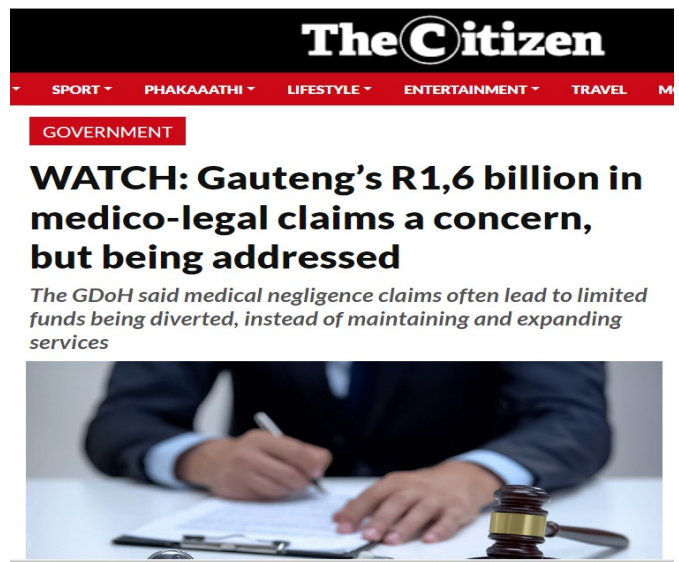 The Citizen
SPORT PHAKAAATHI LIFESTYLE ENTERTAINMENT TRAVEL
GOVERNMENT
WATCH: Gauteng's R1,6 billion in
medico-legal claims a concern,
but being addressed
The GDoH said medical negligence claims often lead to limited
funds being diverted, instead of maintaining and expanding
services